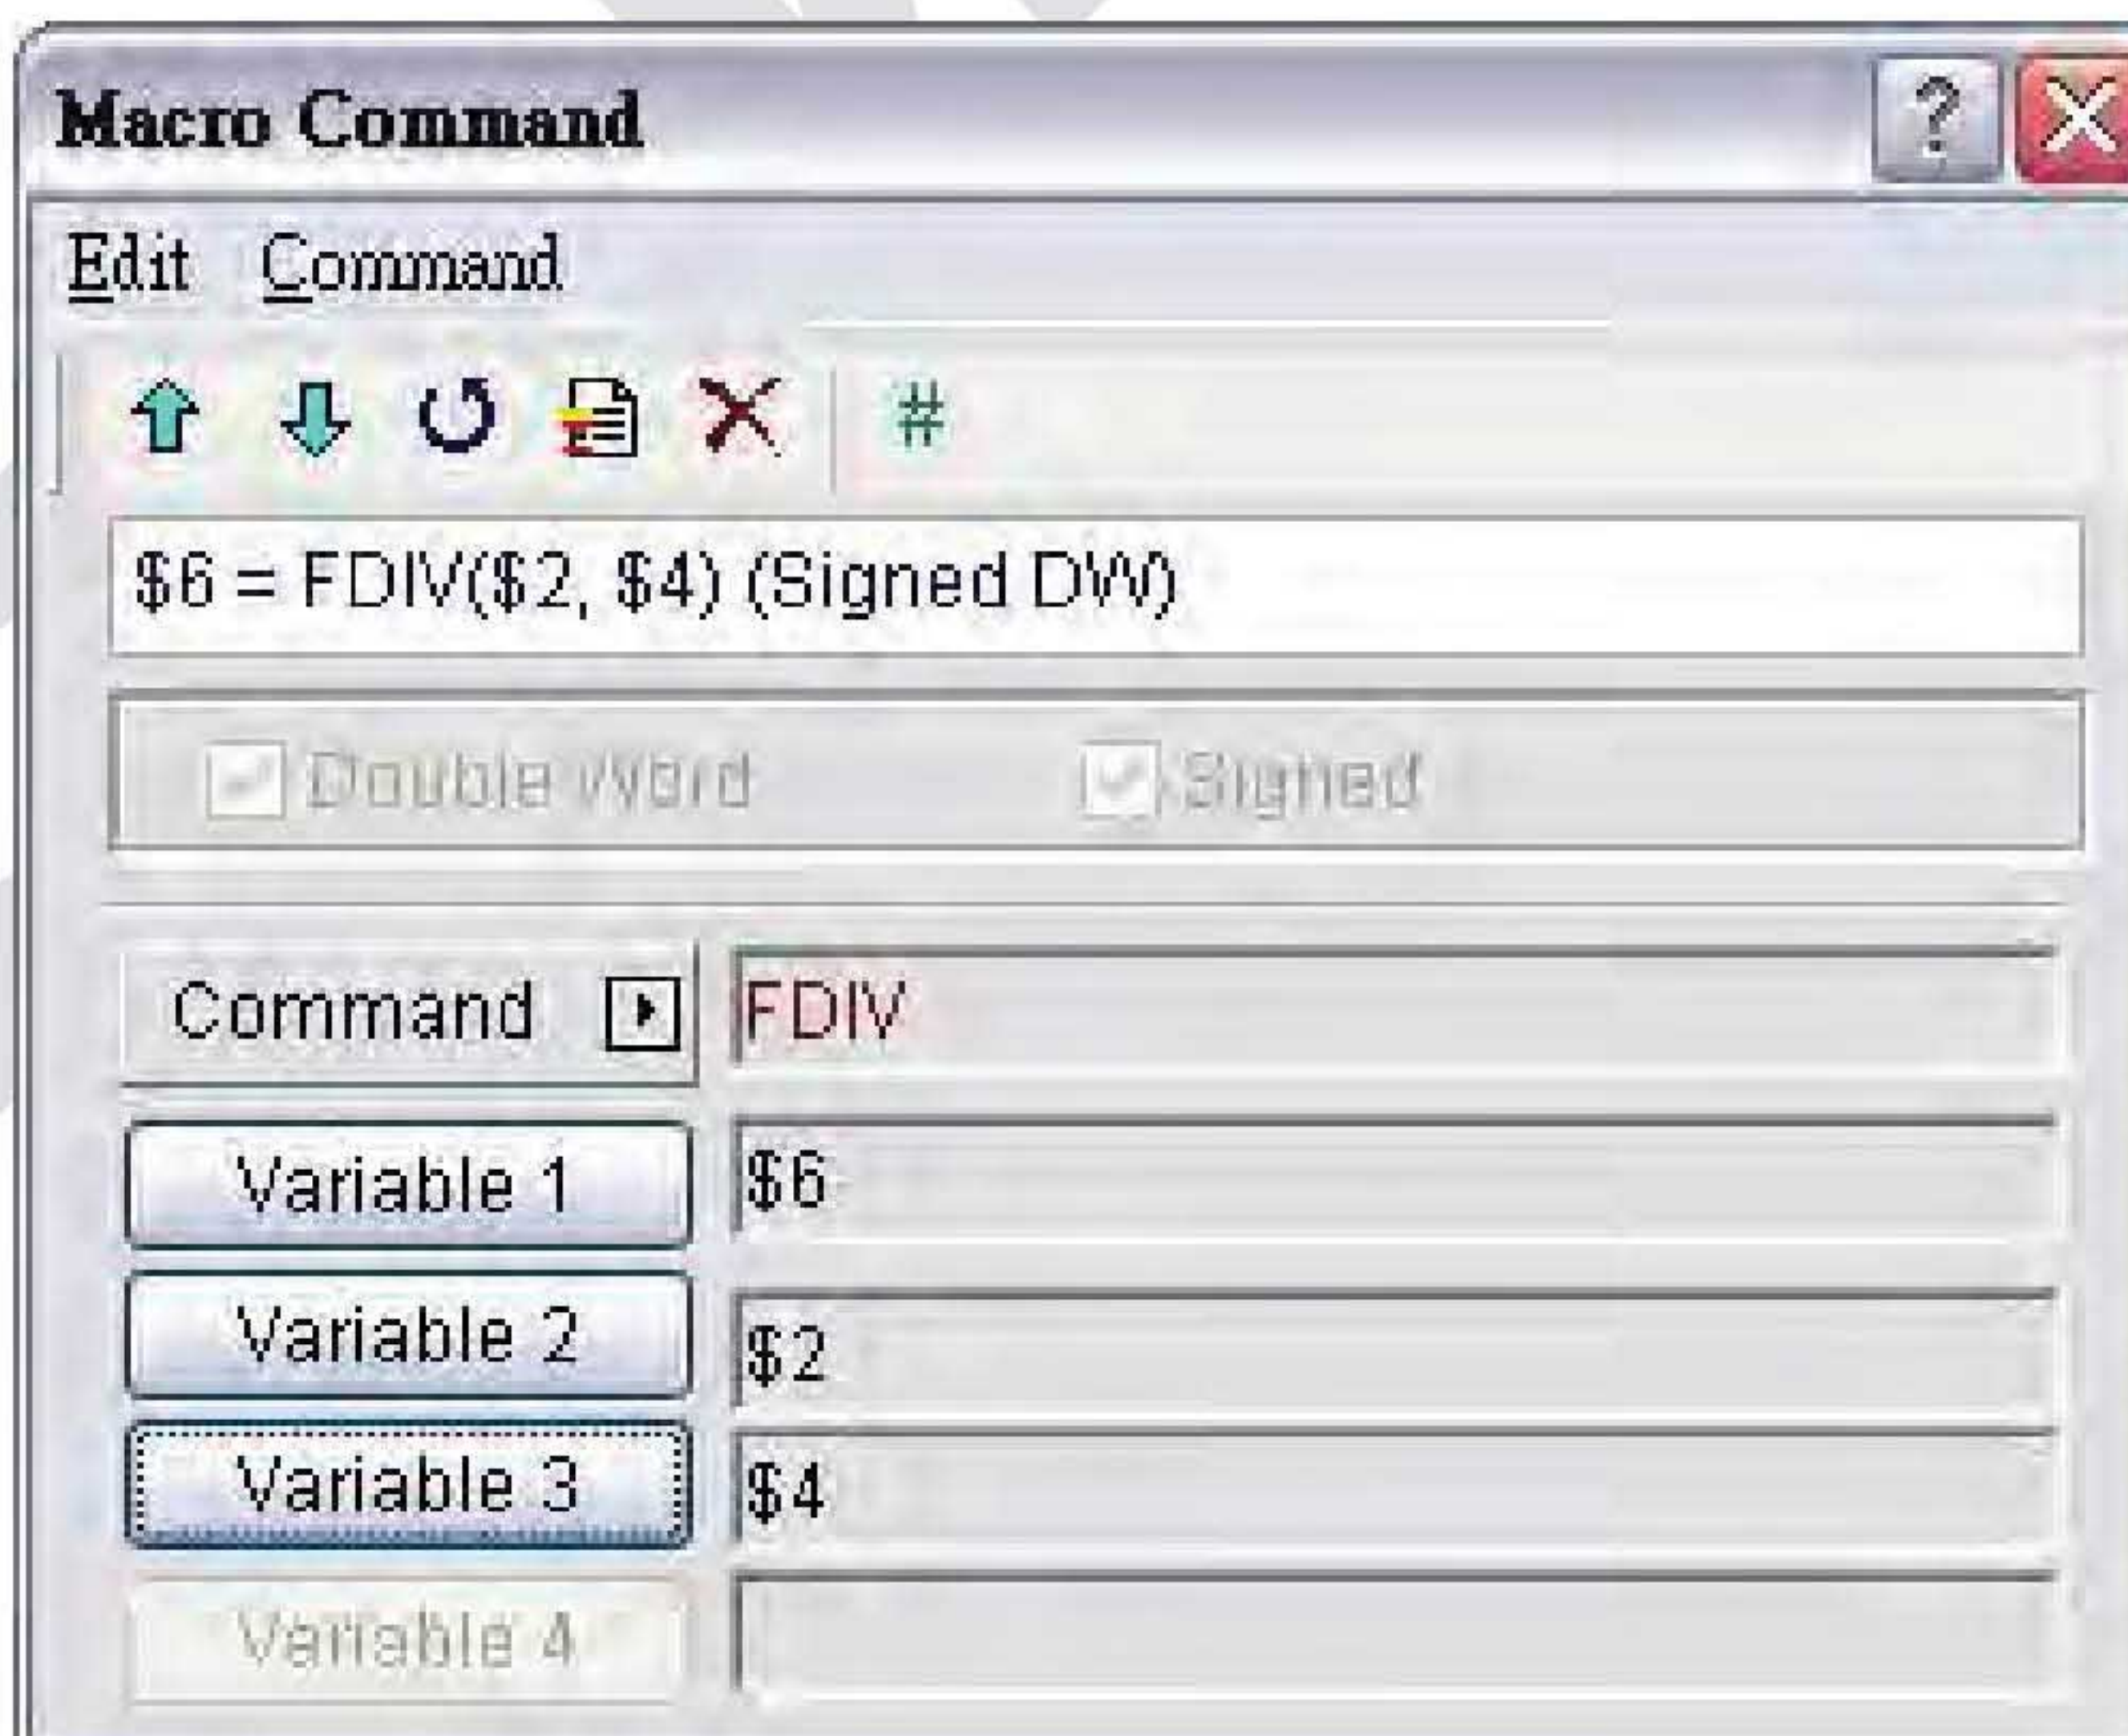 Macro Command
?
Edit Command
#
$6 = FDIV($2, $4) (Signed DW)
Double Word Signed
Command FDIV
Variable 1 $6
Variable 2 $2
Variable 3 $4
Variable 4